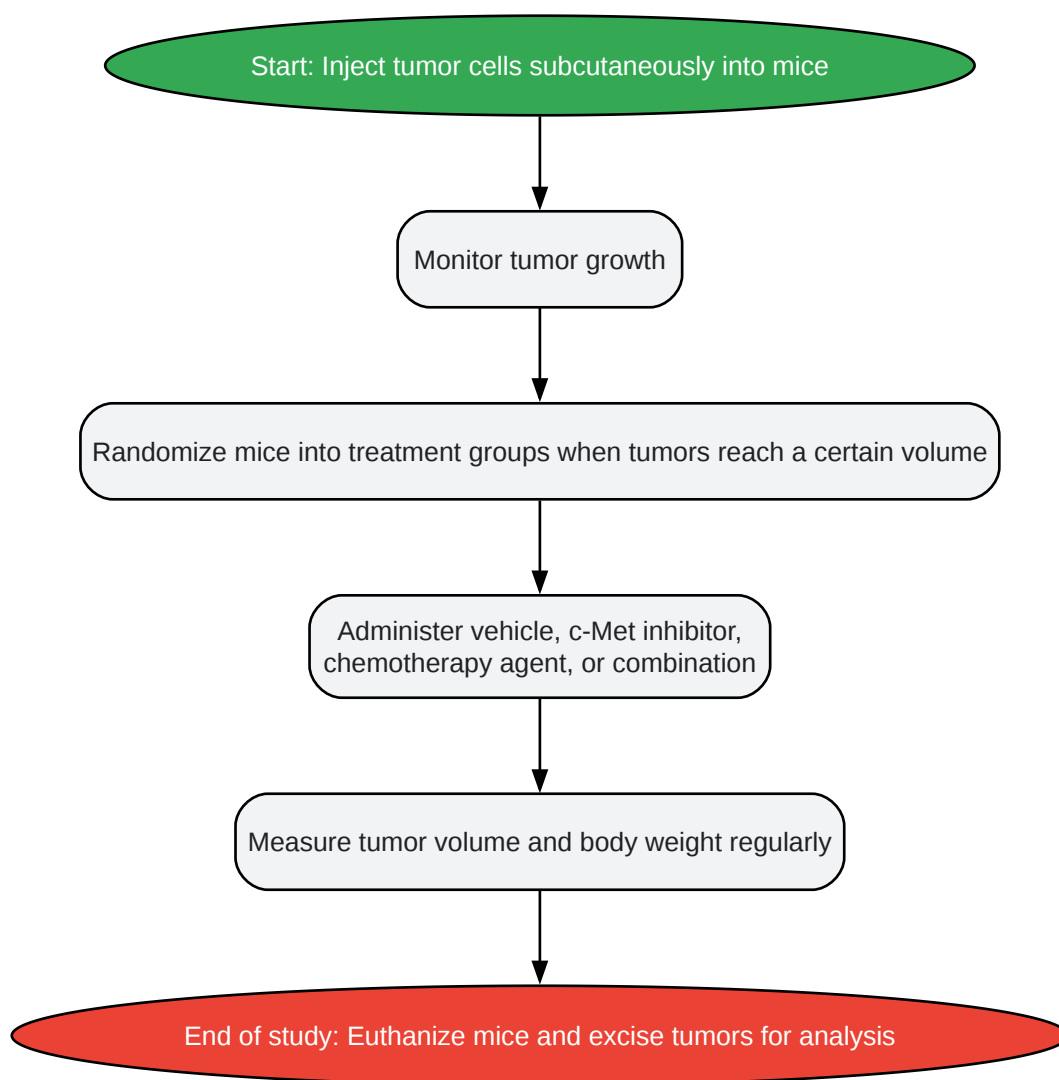 Start: Inject tumor cells subcutaneously into mice
Monitor tumor growth
Randomize mice into treatment groups when tumors reach a certain volume
Administer vehicle, c-Met inhibitor,
chemotherapy agent, or combination
Measure tumor volume and body weight regularly
End of study: Euthanize mice and excise tumors for analysis